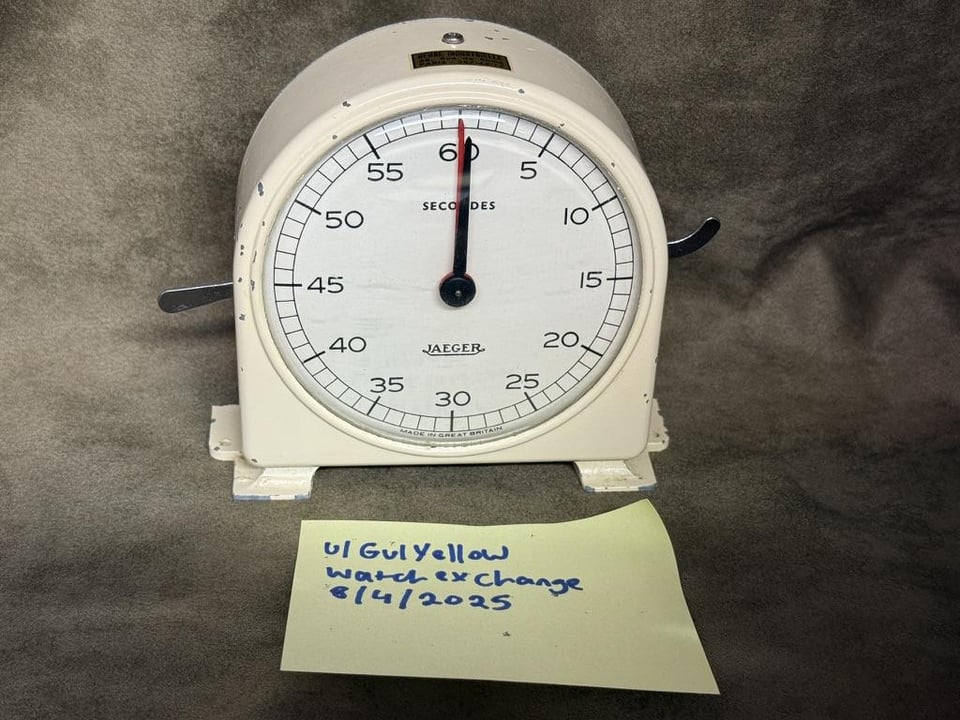 60
5
10
15
20
25
30
35
40
45
50
55
SECONDES
JAEGER
MADE IN GREAT BRITAIN
u/GulYellow
watch exchange
8/4/2025